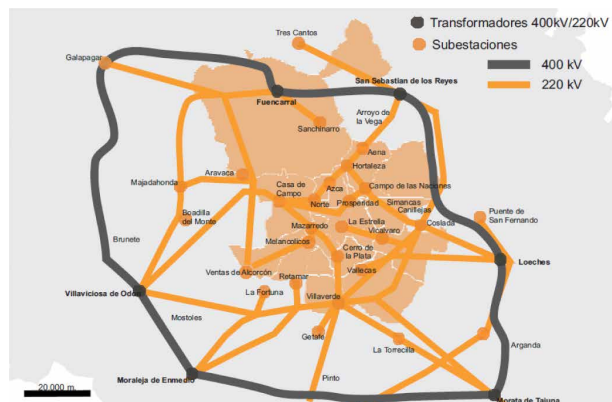 Transformadores 400kV/220kV
Subestaciones
400 kV
220 kV
Tres Cantos
Galapagar
San Sebastian de los Reyes
Fuencarral
Arroyo de
la Vega
Sanchinarro
Aena
Hortaleza
Aravaca
Majadahonda
Casa de
Campo
Azca
Campo de las Naciones
Norte
Prosperidad
Simancas
Canillejas
Puente de
San Fernando
Boadilla
del Monte
Mazarredo
La Estrella
Vicalvaro
Coslada
Melancolicos
Brunete
Cerro de
la Plata
Loeches
Ventas de Alcorcón
Retamar
Vallecas
Villaviciosa de Odón
La Fortuna
Villaverde
Mostoles
Getafe
La Torrecilla
Arganda
Moraleja de Enmedio
Pinto
20.000 m.
Morata de Tajuna